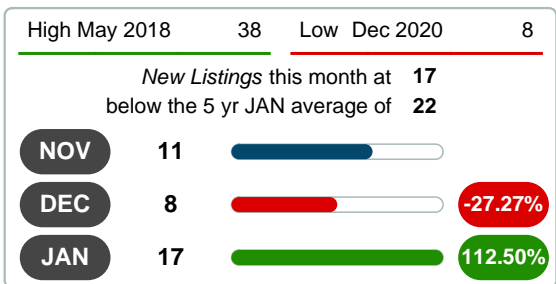 High May 2018 38 Low Dec 2020 8
New Listings this month at 17
below the 5 yr JAN average of 22
NOV 11
DEC 8 -27.27%
JAN 17 112.50%